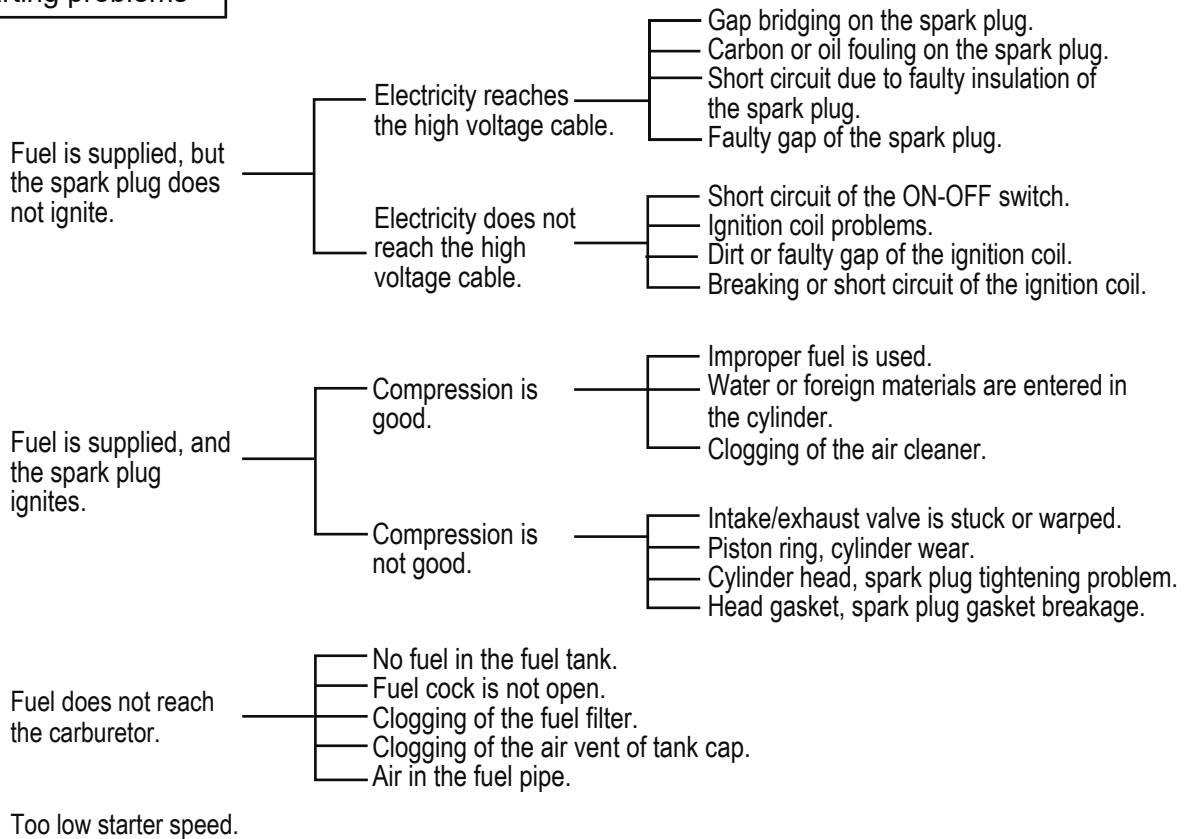 rting problems
Fuel is supplied, but
the spark plug does
not ignite.
Electricity reaches
the high voltage cable.
Gap bridging on the spark plug.
Carbon or oil fouling on the spark plug.
Short circuit due to faulty insulation of
the spark plug.
Faulty gap of the spark plug.
Electricity does not
reach the high
voltage cable.
Short circuit of the ON-OFF switch.
Ignition coil problems.
Dirt or faulty gap of the ignition coil.
Breaking or short circuit of the ignition coil.
Fuel is supplied, and
the spark plug
ignites.
Compression is
good.
Improper fuel is used.
Water or foreign materials are entered in
the cylinder.
Clogging of the air cleaner.
Compression is
not good.
Intake/exhaust valve is stuck or warped.
Piston ring, cylinder wear.
Cylinder head, spark plug tightening problem.
Head gasket, spark plug gasket breakage.
Fuel does not reach
the carburetor.
No fuel in the fuel tank.
Fuel cock is not open.
Clogging of the fuel filter.
Clogging of the air vent of tank cap.
Air in the fuel pipe.
Too low starter speed.